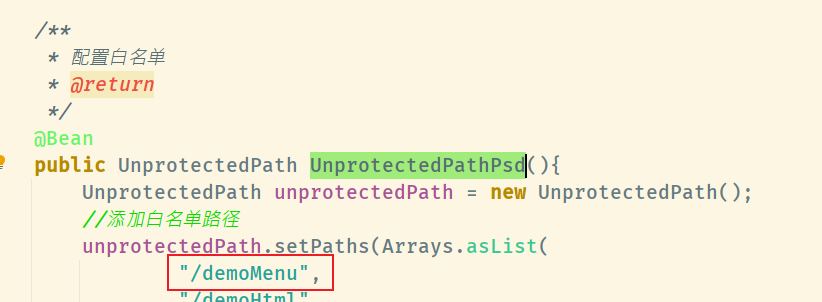 /**
* 配置白名单
* @return
*/
@Bean
public UnprotectedPath UnprotectedPathPsd(){
UnprotectedPath unprotectedPath = new UnprotectedPath();
//添加白名单路径
unprotectedPath.setPaths(Arrays.asList(
"/demoMenu",
"/demoHtml"